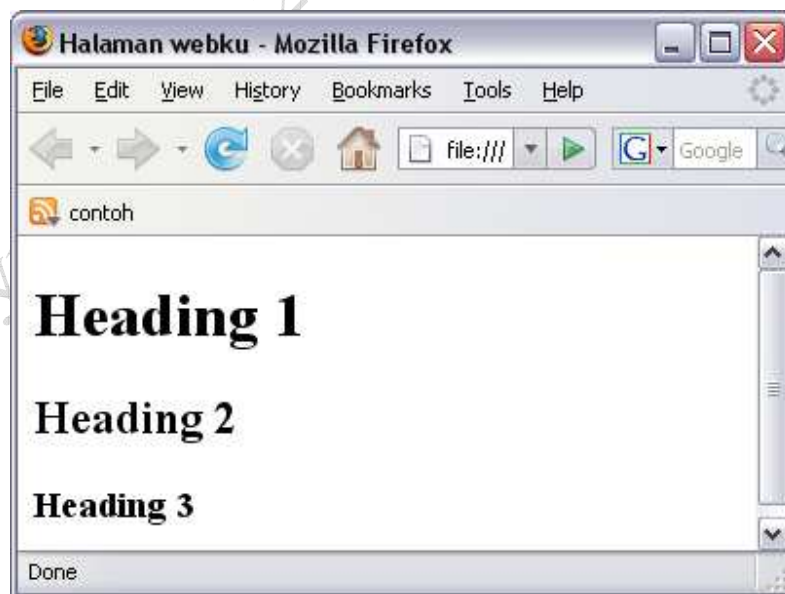 Halaman webku - Mozilla Firefox
File Edit View History Bookmarks Tools Help
file:/// G Google
contoh
Heading 1
Heading 2
Heading 3
Done